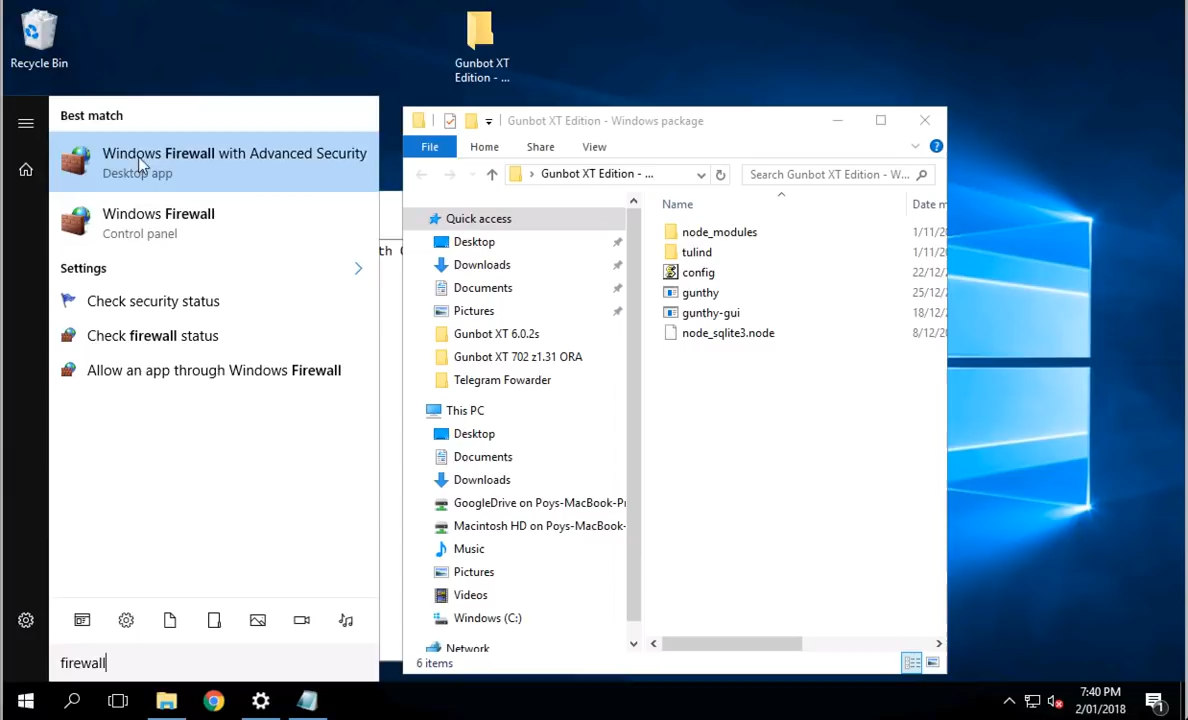 Recycle Bin
Gunbot XT
Edition - ...
Best match
Windows Firewall with Advanced Security
Desktop app
Windows Firewall
Control panel
Settings
Check security status
Check firewall status
Allow an app through Windows Firewall
firewall
th
Gunbot XT Edition - Windows package
File
Home
Share
View
Gunbot XT Edition - ...
Search Gunbot XT Edition - W...
Quick access
Desktop
Downloads
Documents
Pictures
Gunbot XT 6.0.2s
Gunbot XT 702 z1.31 ORA
Telegram Fowarder
This PC
Desktop
Documents
Downloads
GoogleDrive on Poys-MacBook-Pr
Macintosh HD on Poys-MacBook-
Music
Pictures
Videos
Windows (C:)
Network
Name
Date m
node_modules 1/11/20
tulind 1/11/20
config 22/12/
gunthy 25/12/
gunthy-gui 18/12/
node_sqlite3.node 8/12/2
6 items
7:40 PM
2/01/2018
1